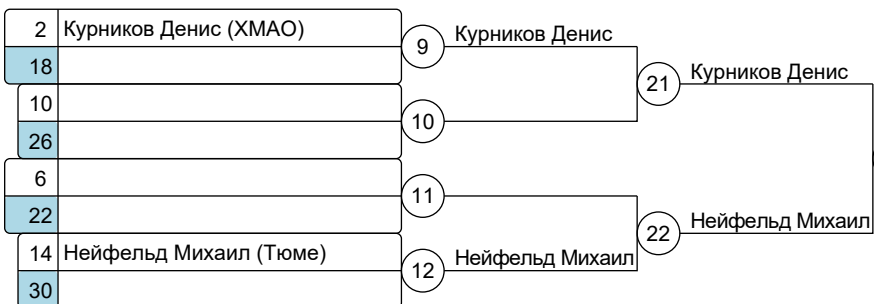 2 Курников Денис (ХМАО)
9 Курников Денис
18
21 Курников Денис
10
10
26
6
11
22
22 Нейфельд Михаил
14 Нейфельд Михаил (Тюме)
12 Нейфельд Михаил
30